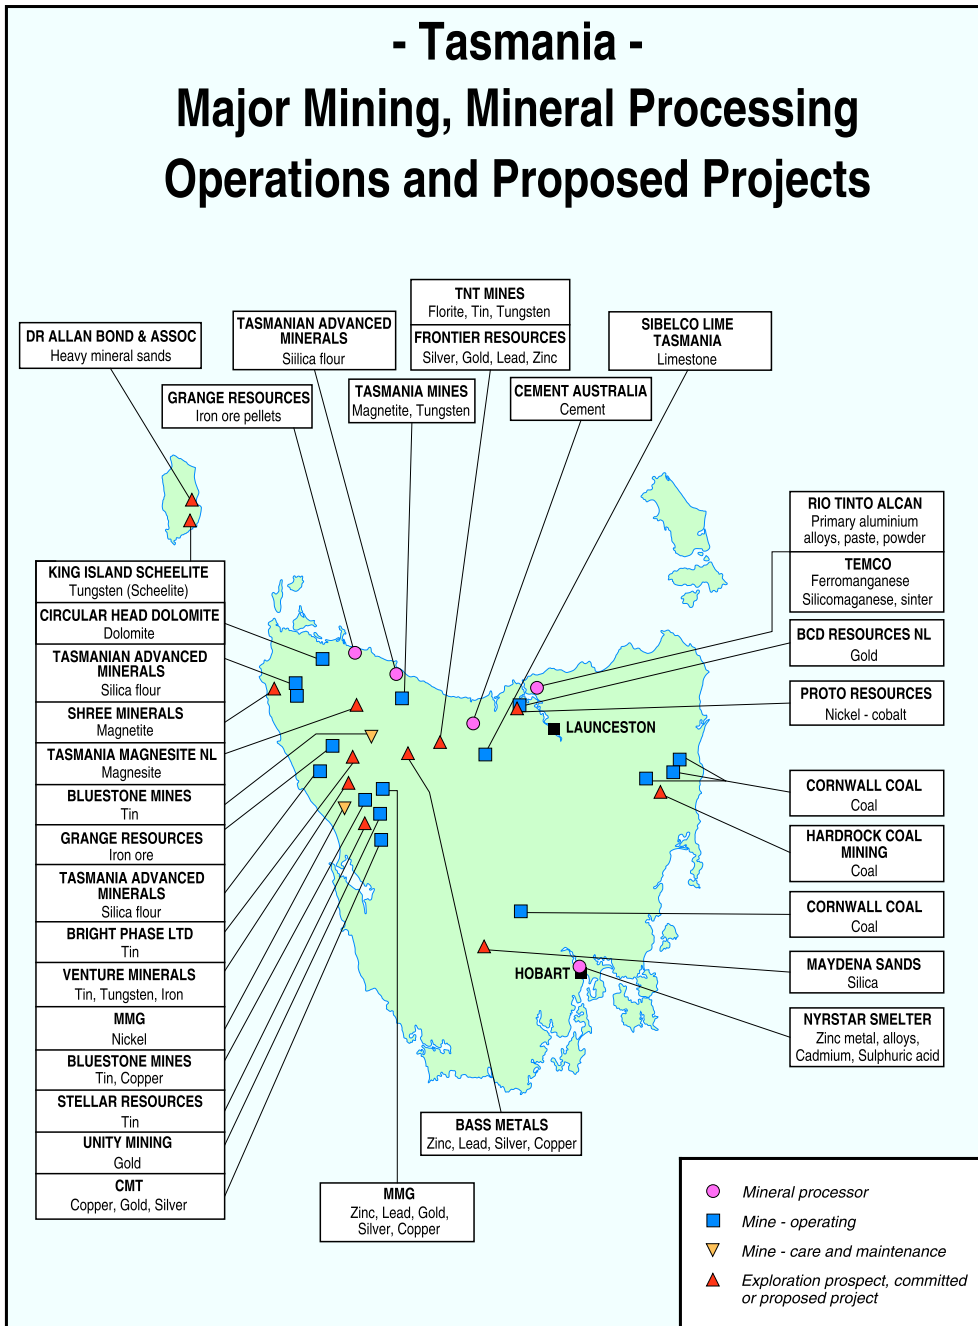 - Tasmania -
Major Mining, Mineral Processing
Operations and Proposed Projects
TNT MINES
Florite, Tin, Tungsten
FRONTIER RESOURCES
Silver, Gold, Lead, Zinc
TASMANIAN ADVANCED
MINERALS
Siilica flour
SIBELCO LIME
TASMANIA
Limestone
DR ALLAN BOND & ASSOC
Heavy mineral sands
GRANGE RESOURCES
Iron ore pellets
TASMANIA MINES
Magnetite, Tungsten
CEMENT AUSTRALIA
Cement
RIO TINTO ALCAN
Primary aluminium
alloys, paste, powder
TEMCO
Ferromanganese
Silicomaganese, sinter
BCD RESOURCES NL
Gold
PROTO RESOURCES
Nickel - cobalt
CORNWALL COAL
Coal
HARDROCK COAL
MINING
Coal
CORNWALL COAL
Coal
MAYDENA SANDS
Silica
NYRSTAR SMELTER
Zinc metal, alloys,
Cadmium, Sulphuric acid
KING ISLAND SCHEELITE
Tungsten (Scheelite)
CIRCULAR HEAD DOLOMITE
Dolomite
TASMANIAN ADVANCED
MINERALS
Silica flour
SHREE MINERALS
Magnetite
TASMANIA MAGNESITE NL
Magnesite
BLUESTONE MINES
Tin
GRANGE RESOURCES
Iron ore
TASMANIA ADVANCED
MINERALS
Silica flour
BRIGHT PHASE LTD
Tin
VENTURE MINERALS
Tin, Tungsten, Iron
MMG
Nickel
BLUESTONE MINES
Tin, Copper
STELLAR RESOURCES
Tin
UNITY MINING
Gold
CMT
Copper, Gold, Silver
LAUNCESTON
HOBART
BASS METALS
Zinc, Lead, Silver, Copper
MMG
Zinc, Lead, Gold,
Silver, Copper
Mineral processor
Mine - operating
Mine - care and maintenance
Exploration prospect, committed
or proposed project